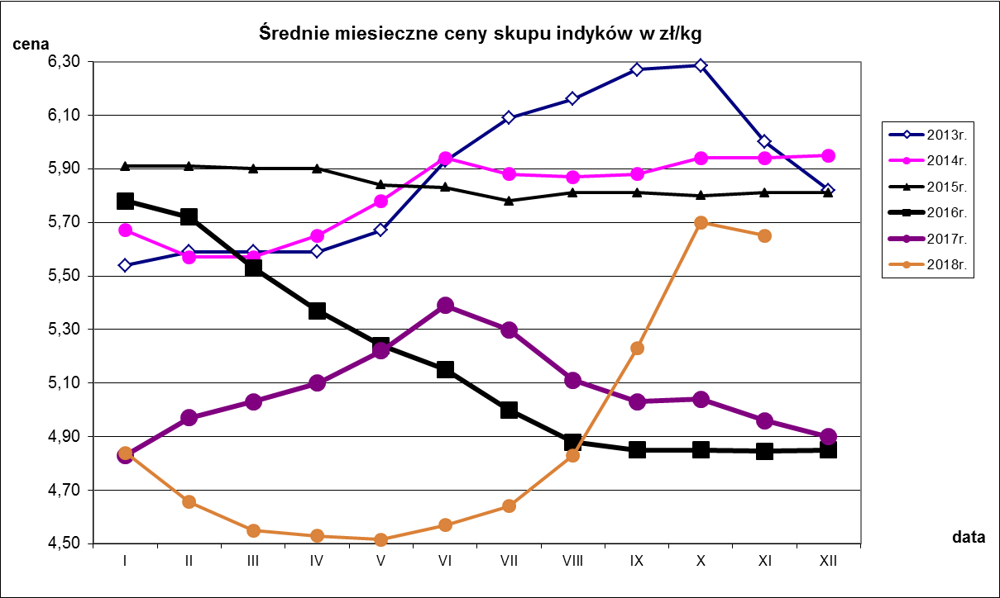 Średnie miesieczne ceny skupu indyków w zł/kg
cena
6,30
6,10
5,90
5,70
5,50
5,30
5,10
4,90
4,70
4,50
I II III IV V VI VII VIII IX X XI XII
data
2013r.
2014r.
2015r.
2016r.
2017r.
2018r.